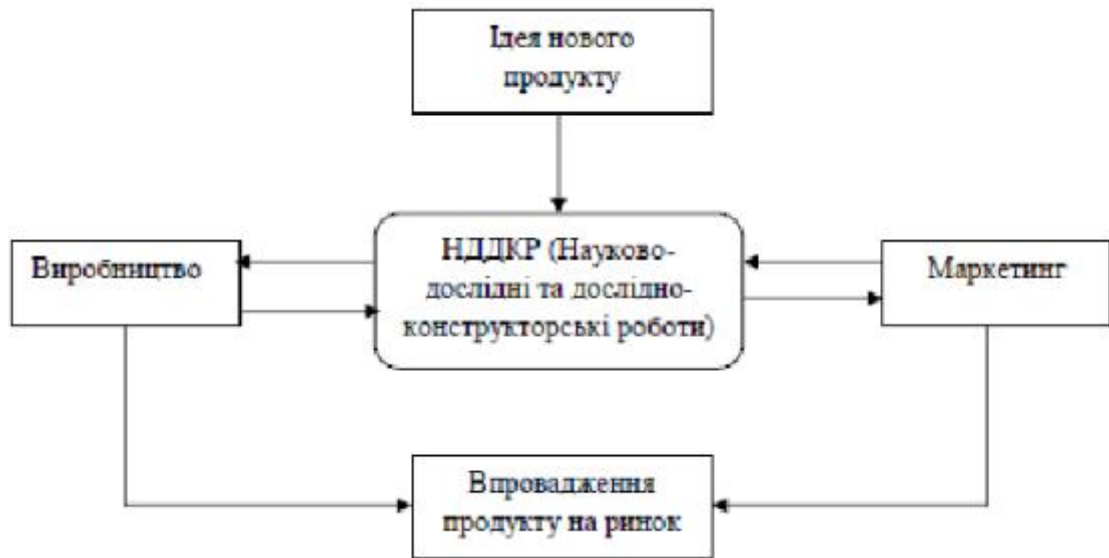 Ідея нового
продукту
Виробництво
НДДКР (Науково-
дослідні та дослідно-
конструкторські роботи)
Маркетинг
Впровадження
продукту на ринок